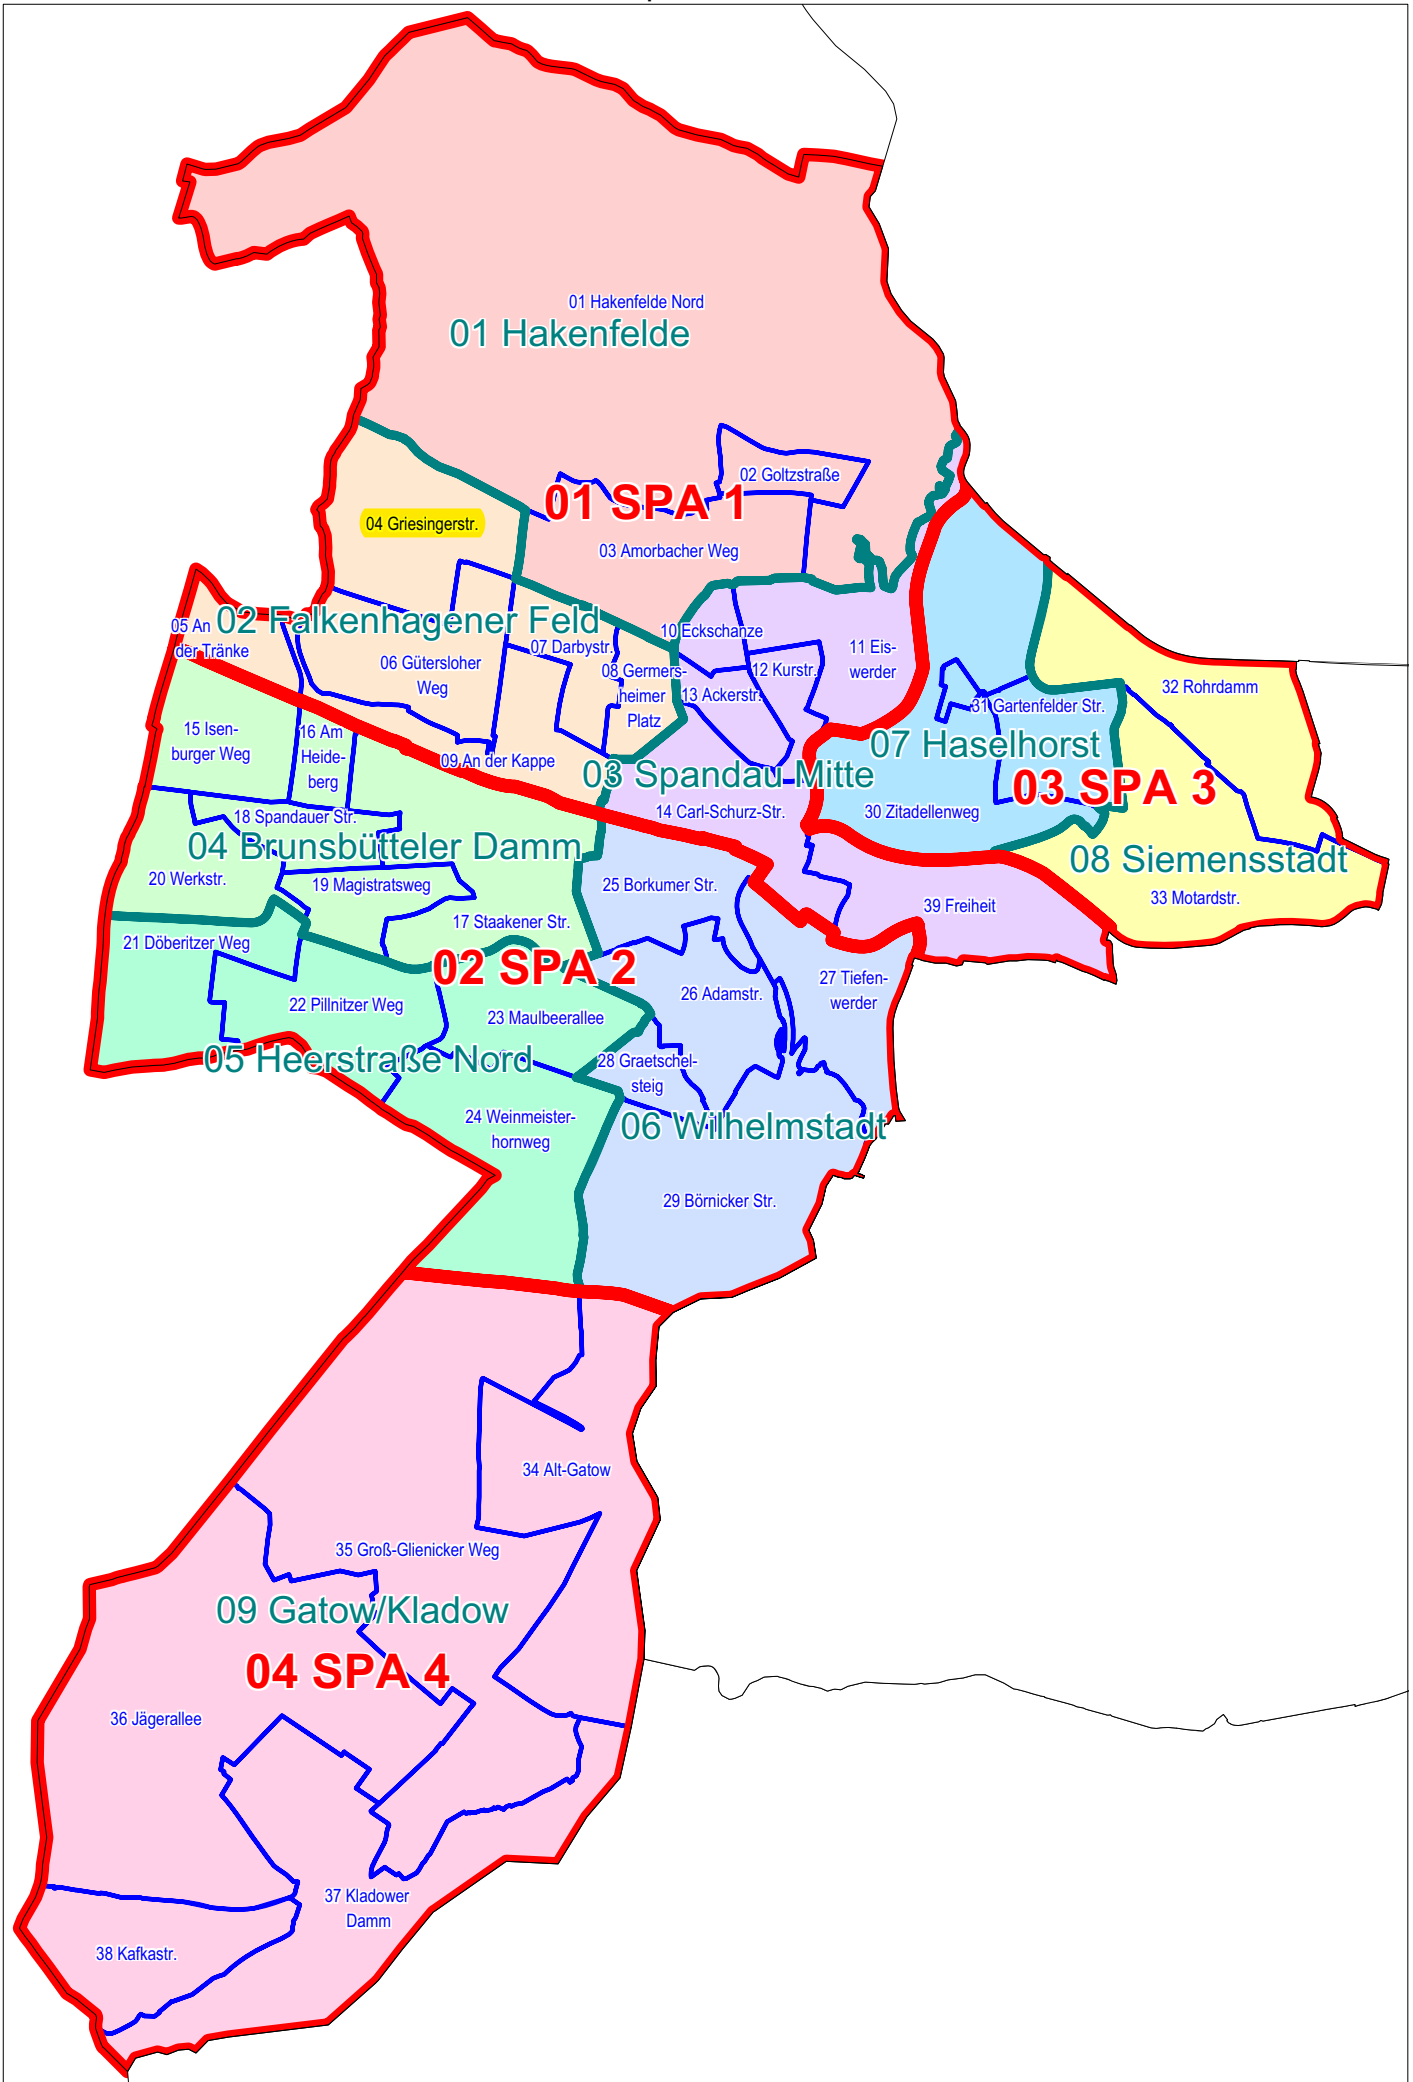 01 Hakenfelde Nord
01 Hakenfelde
02 Goltzstraße
01 SPA 1
04 Griesingerstr.
03 Amorbacher Weg
02 Falkenhagener Feld
05 An
der Tränke
06 Gütersloher
Weg
07 Darbystr.
08 Germers-
heimer
Platz
09 An der Kappe
10 Eckschanze
11 Eis-
werder
12 Kurstr.
13 Ackerstr.
03 Spandau Mitte
14 Carl-Schurz-Str.
32 Rohrdamm
31 Gartenfelder Str.
07 Haselhorst
03 SPA 3
30 Zitadellenweg
08 Siemensstadt
33 Motardstr.
39 Freiheit
15 Isen-
burger Weg
16 Am
Heide-
berg
18 Spandauer Str.
04 Brunsbütteler Damm
20 Werkstr.
19 Magistratsweg
17 Staakener Str.
25 Borkumer Str.
21 Döberitzer Weg
02 SPA 2
22 Pillnitzer Weg
23 Maulbeerallee
26 Adamstr.
27 Tiefen-
werder
05 Heerstraße Nord
28 Graetschel-
steig
24 Weinmeister-
hornweg
06 Wilhelmstadt
29 Börnicker Str.
34 Alt-Gatow
35 Groß-Glienicker Weg
09 Gatow/Kladow
04 SPA 4
36 Jägerallee
37 Kladower
Damm
38 Kafkastr.